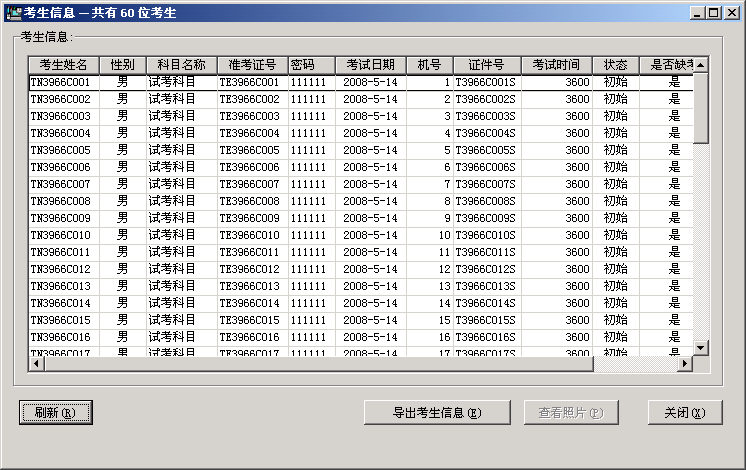 考生信息 -- 共有 60 位考生
考生信息:
考生姓名 性别 科目名称 准考证号 密码 考试日期 机号 证件号 考试时间 状态 是否缺考
TN3966C001 男 试考科目 TE3966C001 111111 2008-5-14 1 T3966C001S 3600 初始 是
TN3966C002 男 试考科目 TE3966C002 111111 2008-5-14 2 T3966C002S 3600 初始 是
TN3966C003 男 试考科目 TE3966C003 111111 2008-5-14 3 T3966C003S 3600 初始 是
TN3966C004 男 试考科目 TE3966C004 111111 2008-5-14 4 T3966C004S 3600 初始 是
TN3966C005 男 试考科目 TE3966C005 111111 2008-5-14 5 T3966C005S 3600 初始 是
TN3966C006 男 试考科目 TE3966C006 111111 2008-5-14 6 T3966C006S 3600 初始 是
TN3966C007 男 试考科目 TE3966C007 111111 2008-5-14 7 T3966C007S 3600 初始 是
TN3966C008 男 试考科目 TE3966C008 111111 2008-5-14 8 T3966C008S 3600 初始 是
TN3966C009 男 试考科目 TE3966C009 111111 2008-5-14 9 T3966C009S 3600 初始 是
TN3966C010 男 试考科目 TE3966C010 111111 2008-5-14 10 T3966C010S 3600 初始 是
TN3966C011 男 试考科目 TE3966C011 111111 2008-5-14 11 T3966C011S 3600 初始 是
TN3966C012 男 试考科目 TE3966C012 111111 2008-5-14 12 T3966C012S 3600 初始 是
TN3966C013 男 试考科目 TE3966C013 111111 2008-5-14 13 T3966C013S 3600 初始 是
TN3966C014 男 试考科目 TE3966C014 111111 2008-5-14 14 T3966C014S 3600 初始 是
TN3966C015 男 试考科目 TE3966C015 111111 2008-5-14 15 T3966C015S 3600 初始 是
TN3966C016 男 试考科目 TE3966C016 111111 2008-5-14 16 T3966C016S 3600 初始 是
TN3966C017 男 试考科目 TE3966C017 111111 2008-5-14 17 T3966C017S 3600 初始 是
刷新(R) 导出考生信息(E) 查看照片(P) 关闭(X)